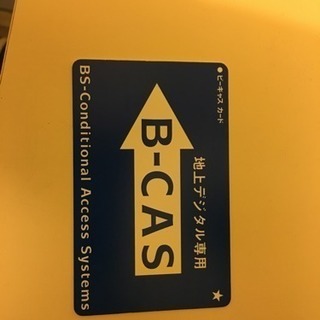 ● ビーキャス カード
地上デジタル専用
B-CAS
BS-Conditional Access Systems